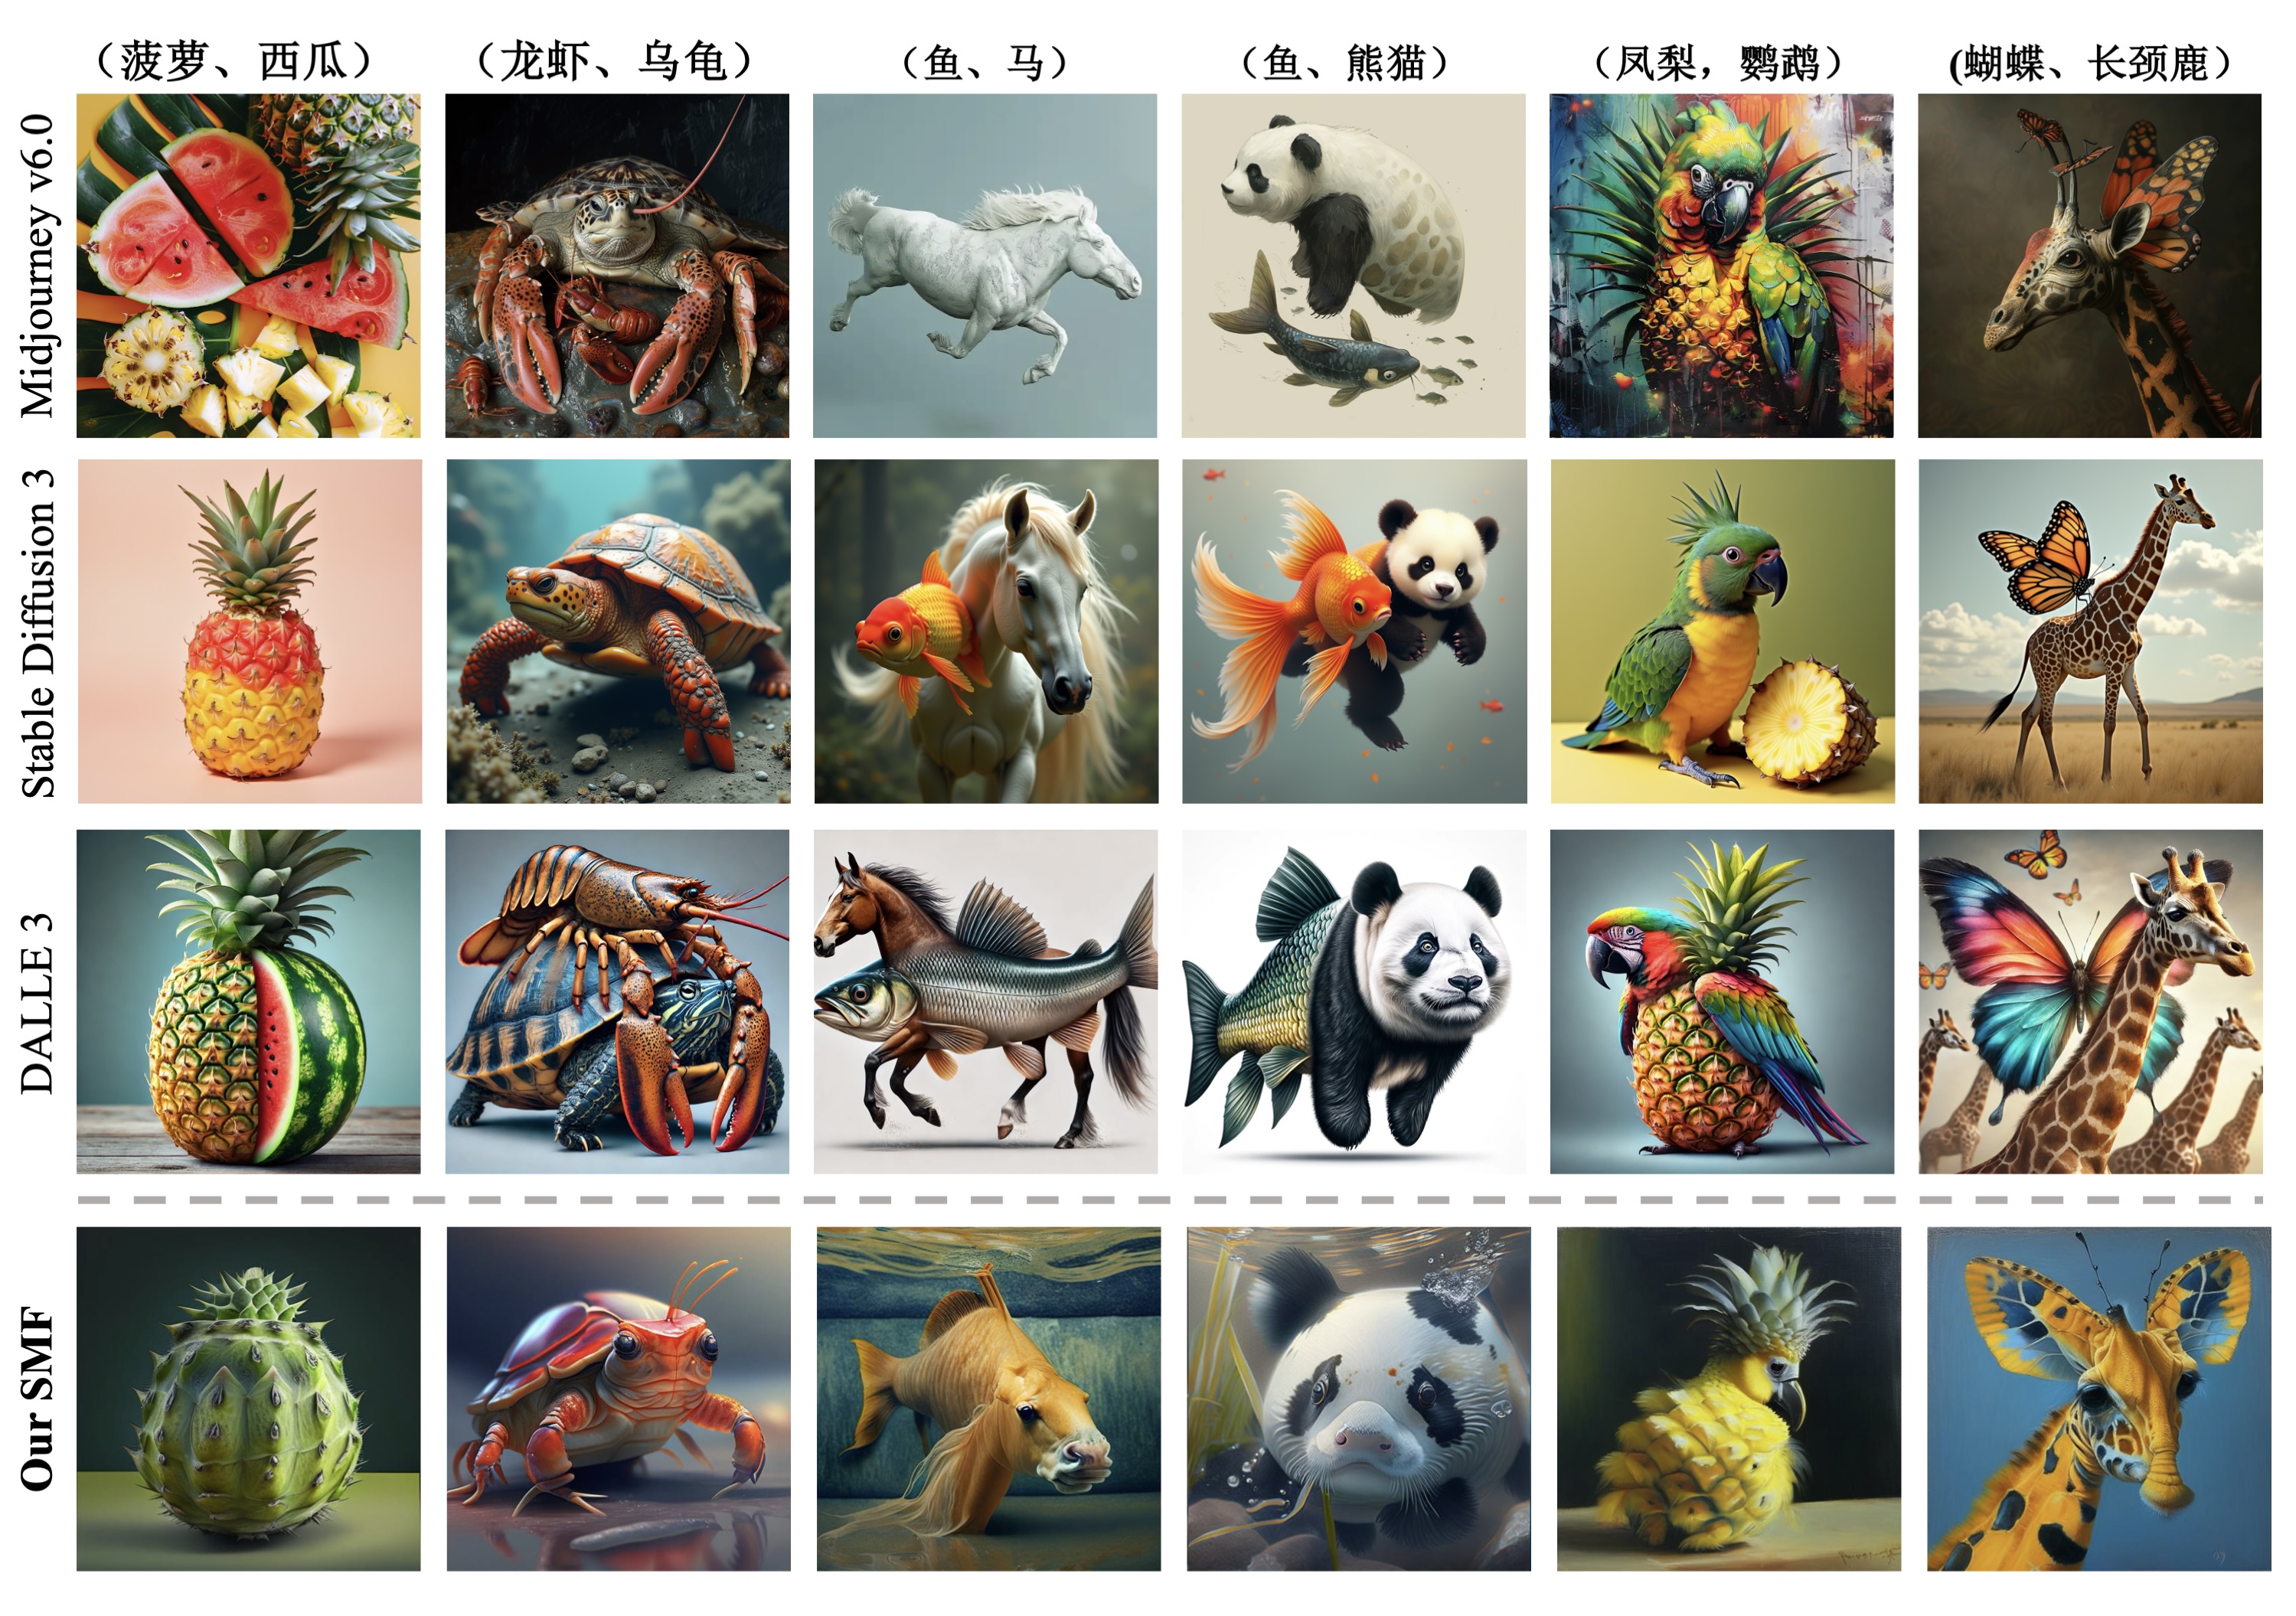 （菠萝、西瓜）
（龙虾、乌龟）
（鱼、马）
（鱼、熊猫）
（凤梨，鹦鹉）
(蝴蝶、长颈鹿）
Midjourney v6.0
Stable Diffusion 3
DALLE 3
Our SMF